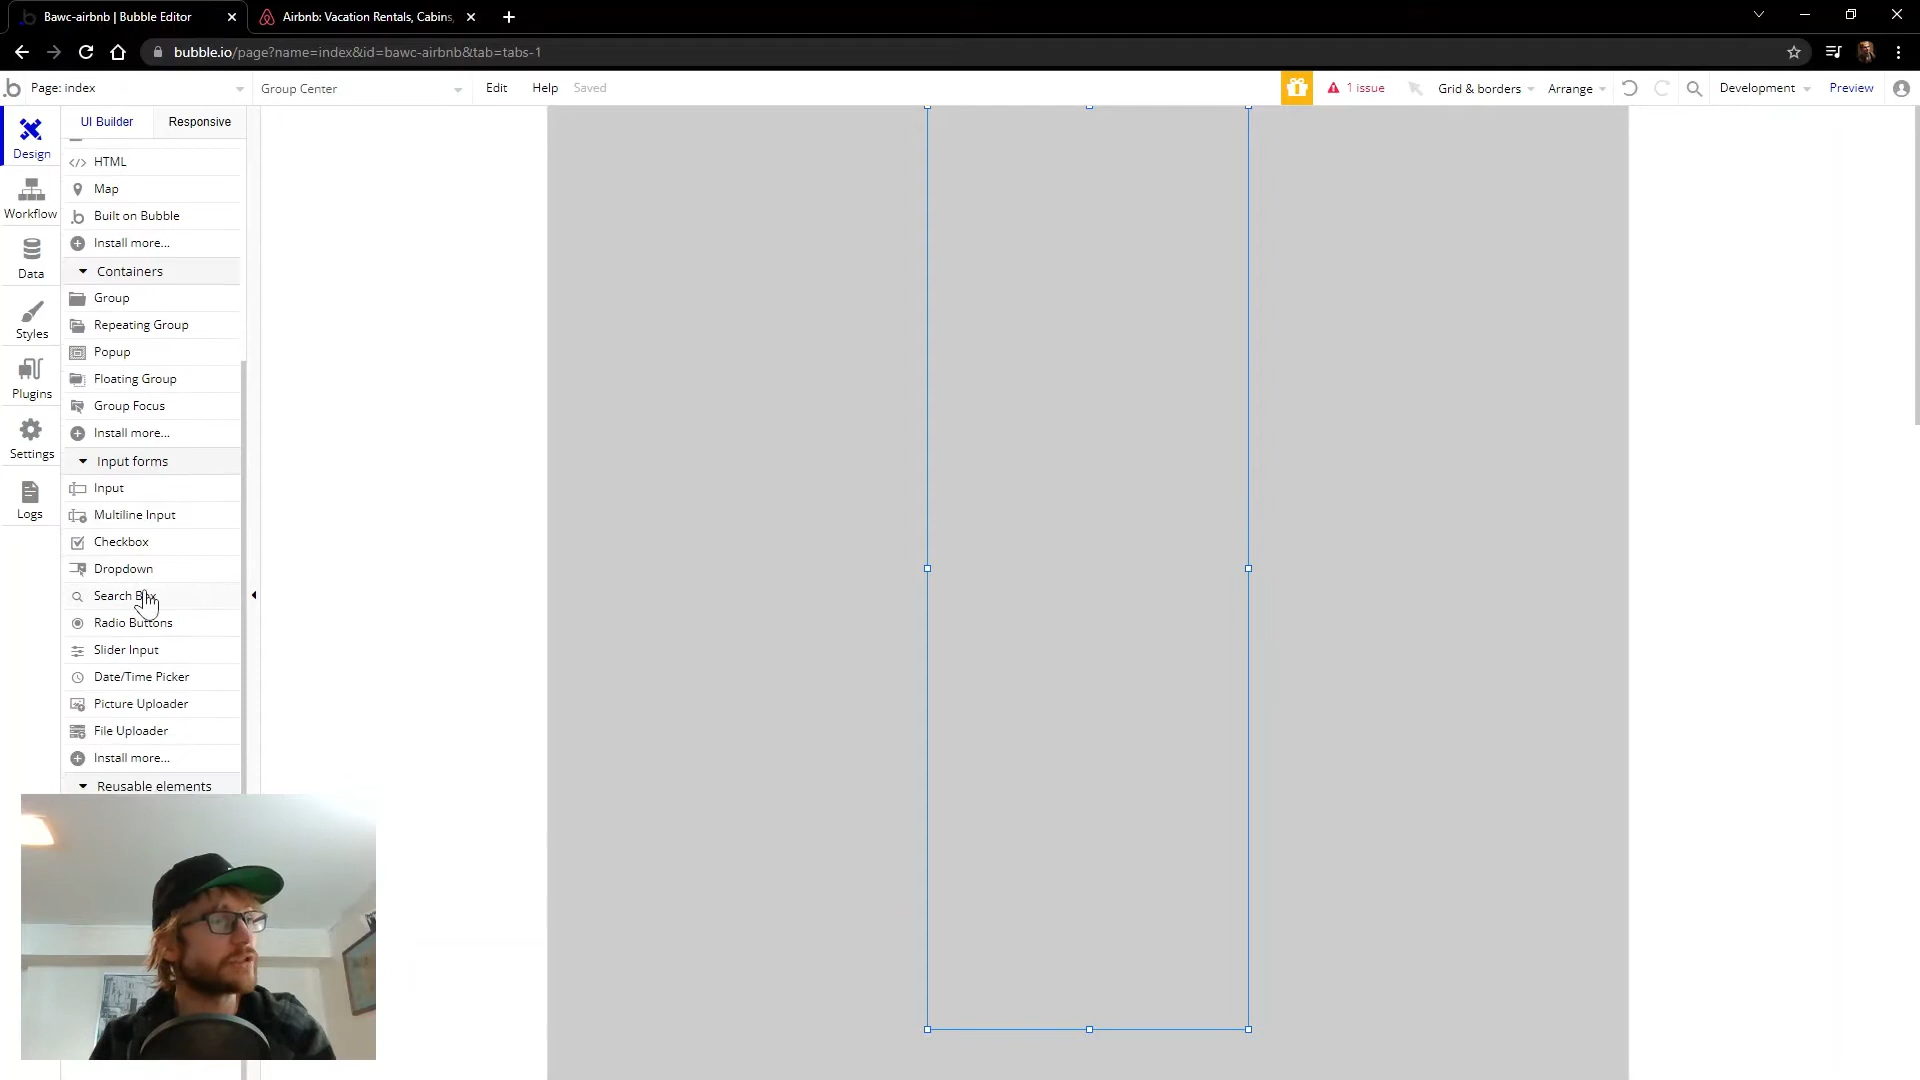 Bawc-airbnb | Bubble Editor
Airbnb: Vacation Rentals, Cabins,
bubble.io/page?name=index&id=bawc-airbnb&tab=tabs-1
Page: index
Group Center
Edit
Help
Saved
1 issue
Grid & borders
Arrange
Development
Preview
UI Builder
Responsive
Design
Workflow
Data
Styles
Plugins
Settings
Logs
HTML
Map
Built on Bubble
Install more...
Containers
Group
Repeating Group
Popup
Floating Group
Group Focus
Install more...
Input forms
Input
Multiline Input
Checkbox
Dropdown
Search Box
Radio Buttons
Slider Input
Date/Time Picker
Picture Uploader
File Uploader
Install more...
Reusable elements